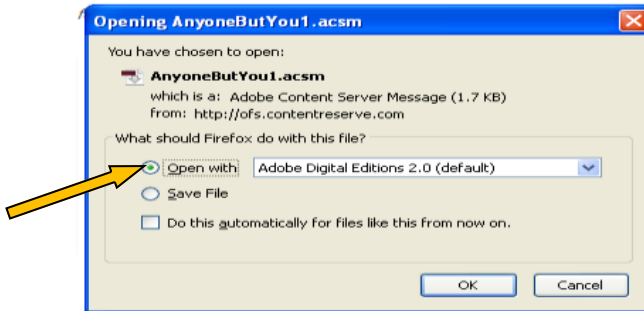 Opening AnyoneButYou1.acsm
You have chosen to open:
AnyoneButYou1.acsm
which is a: Adobe Content Server Message (1.7 KB)
from: http://ofs.contentreserve.com
What should Firefox do with this file?
Open with Adobe Digital Editions 2.0 (default)
Save File
Do this automatically for files like this from now on.
OK Cancel